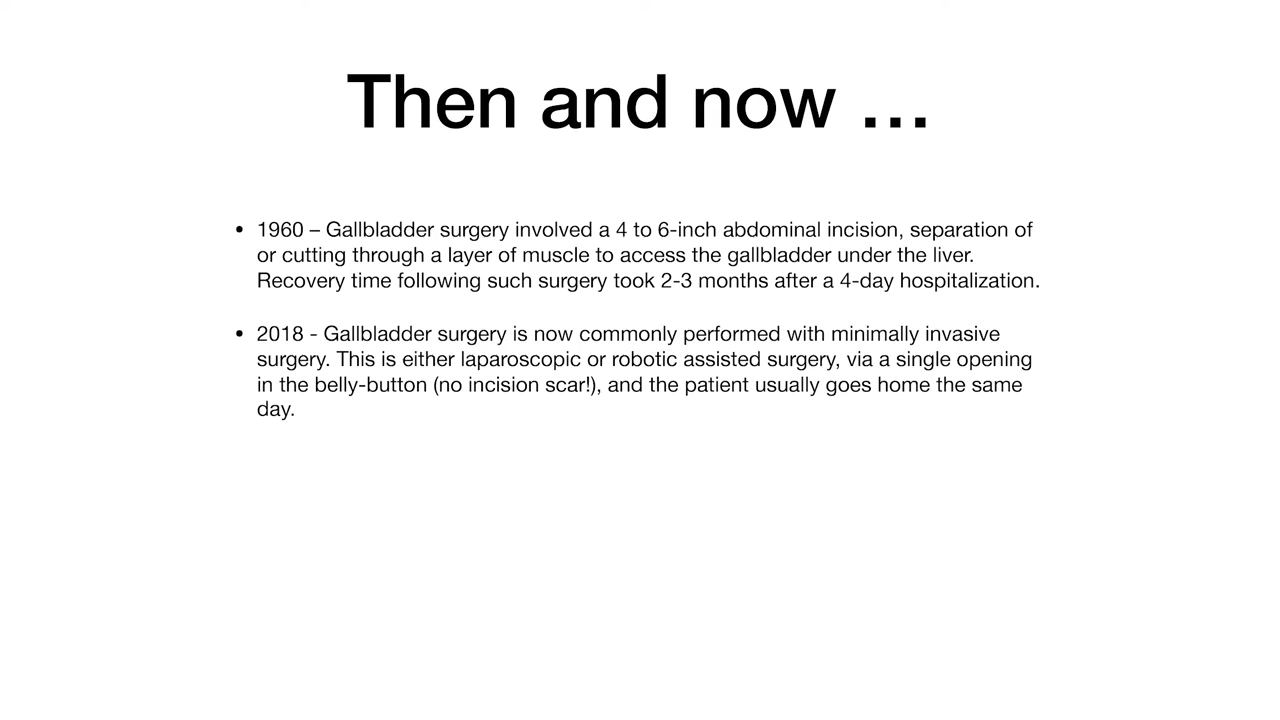 Then and now …
• 1960 – Gallbladder surgery involved a 4 to 6-inch abdominal incision, separation of
or cutting through a layer of muscle to access the gallbladder under the liver.
Recovery time following such surgery took 2-3 months after a 4-day hospitalization.
• 2018 - Gallbladder surgery is now commonly performed with minimally invasive
surgery. This is either laparoscopic or robotic assisted surgery, via a single opening
in the belly-button (no incision scar!), and the patient usually goes home the same
day.